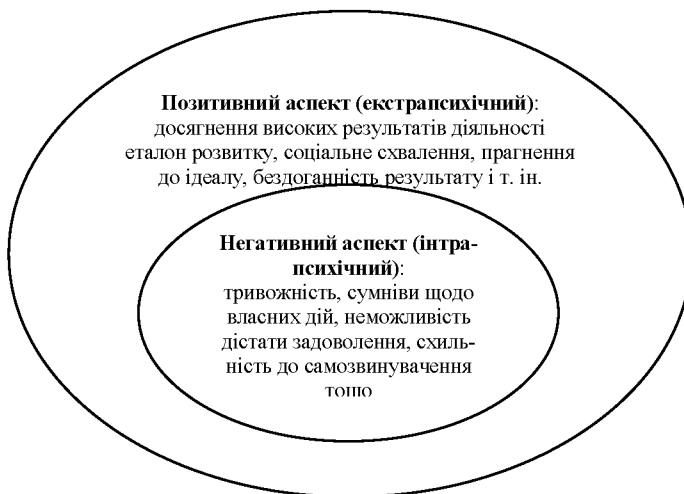 Позитивний аспект (екстрапсихічний):
досягнення високих результатів діяльності
еталон розвитку, соціальне схвалення, прагнення
до ідеалу, бездоганність результату і т. ін.
Негативний аспект (інтра-
психічний):
тривожність, сумніви щодо
власних дій, неможливість
дістати задоволення, схиль-
ність до самозвинувачення
тощо